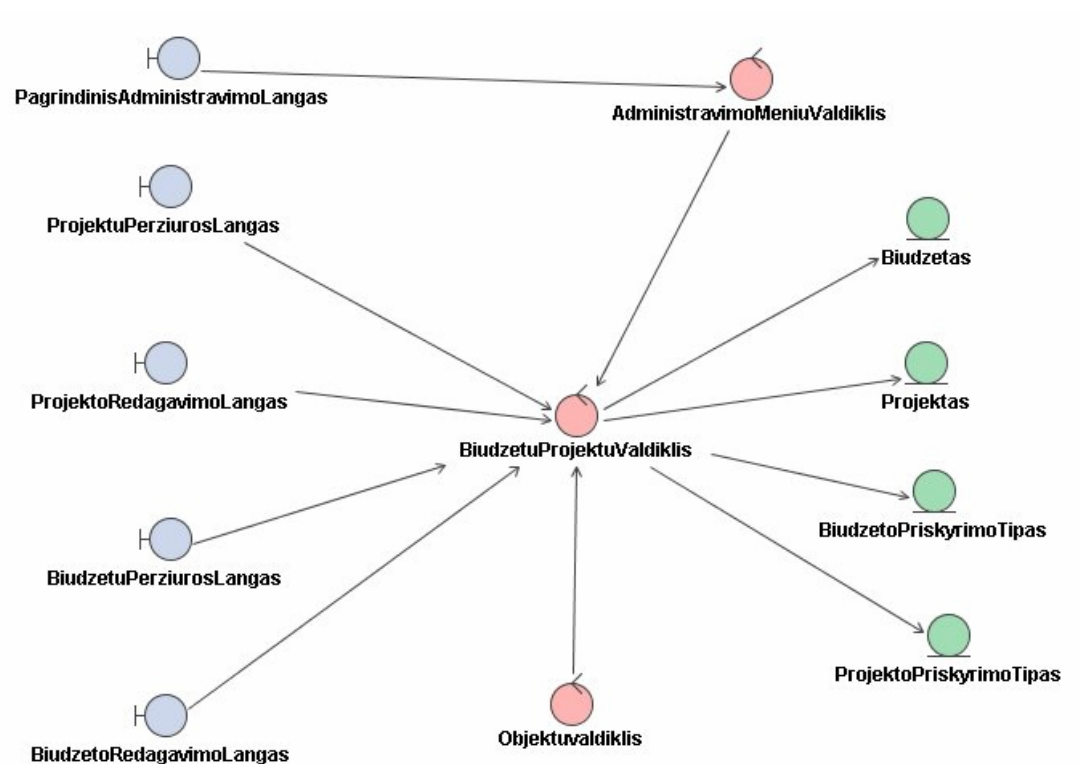 PagrindinisAdministravimoLangas
AdministravimoMeniuValdiklis
ProjektuPerziurosLangas
Biudzetas
ProjektoRedagavimoLangas
Projektas
BiudzetuProjektuValdiklis
BiudzetoPriskyrimoTipas
BiudzetuPerziurosLangas
ProjektoPriskyrimoTipas
Objektuvaldiklis
BiudzetoRedagavimoLangas